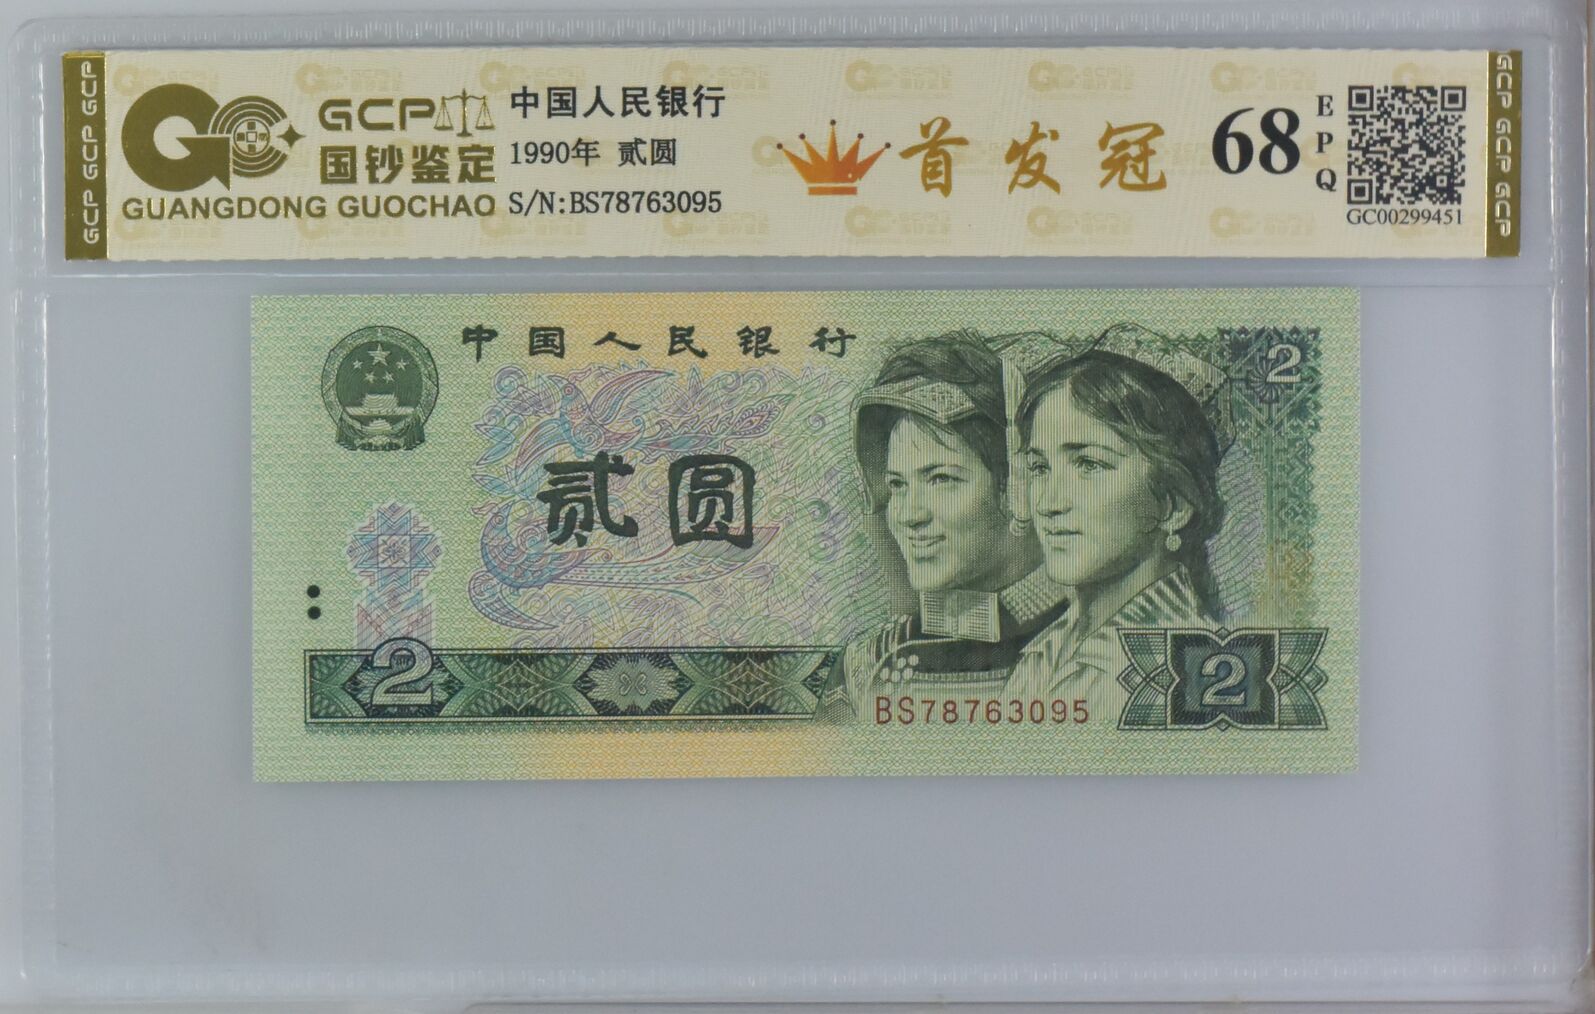 GCP GCP GCP
GCP
国钞鉴定
GUANGDONG GUOCHAO
中国人民银行
1990年 贰圆
S/N:BS78763095
首发冠
68
EPQ
GC00299451
GCP GCP GCP
中国人民银行
2
贰圆
2
BS78763095
2